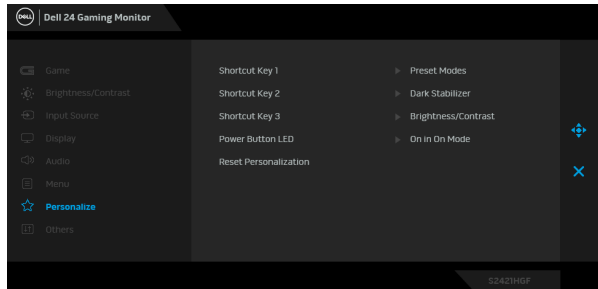 DELL Dell 24 Gaming Monitor
Game
Brightness/Contrast
Input Source
Display
Audio
Menu
Personalize
Others
Shortcut Key 1 Preset Modes
Shortcut Key 2 Dark Stabilizer
Shortcut Key 3 Brightness/Contrast
Power Button LED On in On Mode
Reset Personalization
S2421HGF